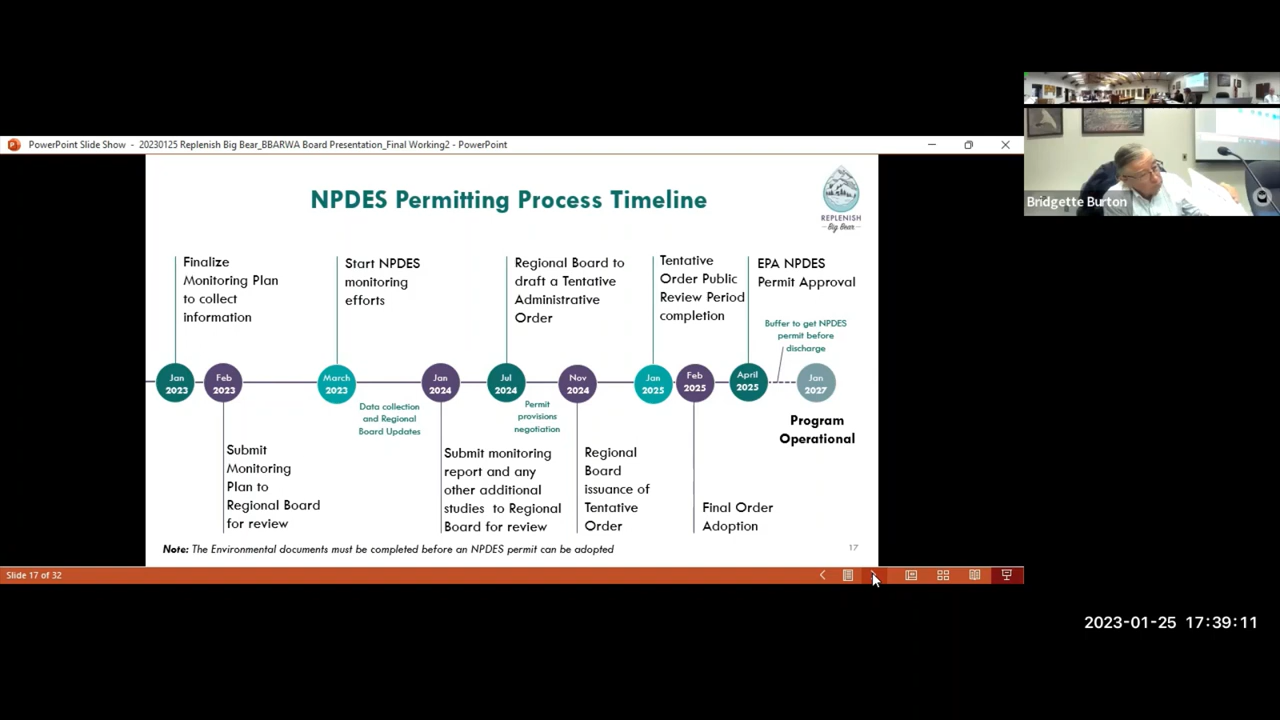 PowerPoint Slide Show - 20230125 Replenish Big Bear_BBARWA Board Presentation_Final Working2 - PowerPoint
NPDES Permitting Process Timeline
REPLENISH
Big Bear
Finalize
Monitoring Plan
to collect
information
Start NPDES
monitoring
efforts
Regional Board to
draft a Tentative
Administrative
Order
Tentative
Order Public
Review Period
completion
EPA NPDES
Permit Approval
Buffer to get NPDES
permit before
discharge
Jan
2023
Feb
2023
March
2023
Jan
2024
Jul
2024
Nov
2024
Jan
2025
Feb
2025
April
2025
Jan
2027
Data collection
and Regional
Board Updates
Permit
provisions
negotiation
Program
Operational
Submit
Monitoring
Plan to
Regional Board
for review
Submit monitoring
report and any
other additional
studies to Regional
Board for review
Regional
Board
issuance of
Tentative
Order
Final Order
Adoption
Note: The Environmental documents must be completed before an NPDES permit can be adopted
17
Slide 17 of 32
Bridgette Burton
2023-01-25 17:39:11